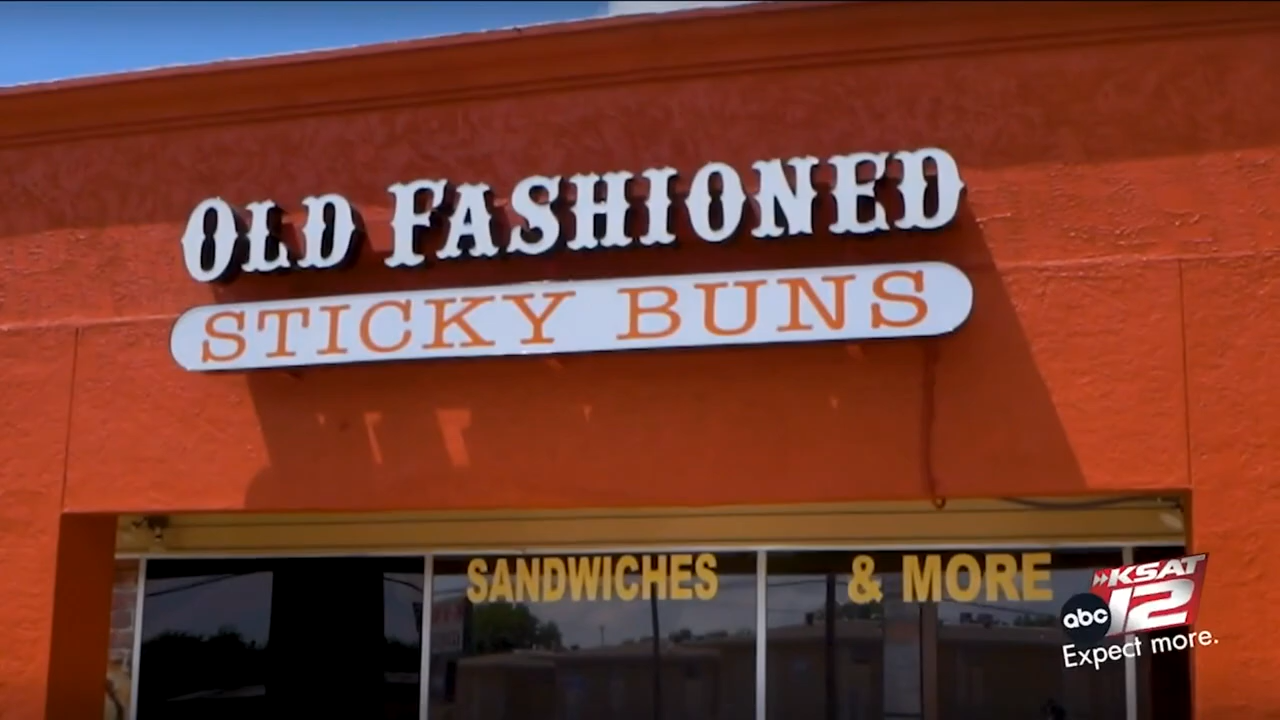 OLD FASHIONED
STICKY BUNS
SANDWICHES & MORE
KSAT
abc 12
Expect more.